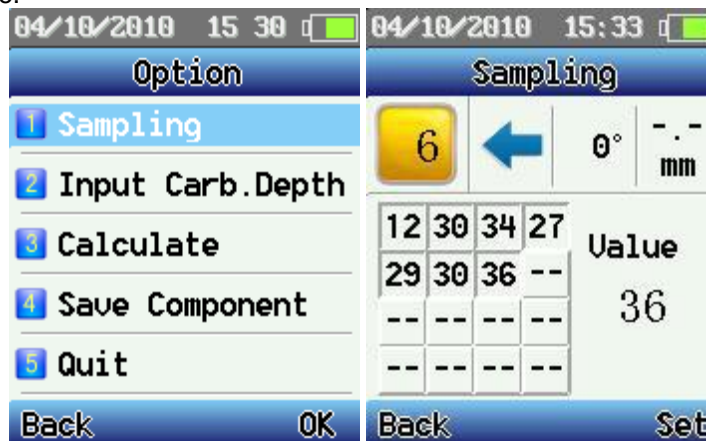 04/10/2010 15 30
Option
1 Sampling
2 Input Carb.Depth
3 Calculate
4 Save Component
5 Quit
Back OK
04/10/2010 15:33
Sampling
6 0° -.- mm
12 30 34 27
29 30 36 --
-- -- -- --
-- -- -- --
Value
36
Back Set